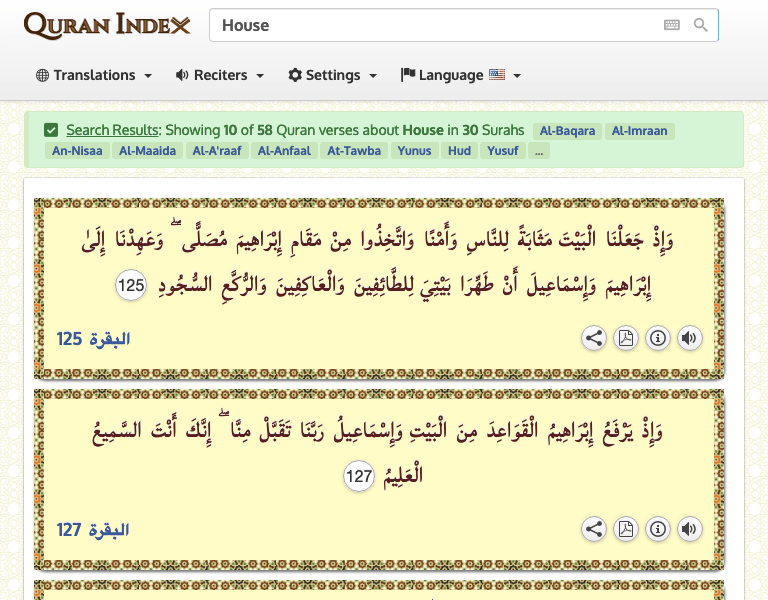 QURAN INDEX
House
Translations
Reciters
Settings
Language
Search Results: Showing 10 of 58 Quran verses about House in 30 Surahs Al-Baqara Al-Imraan
An-Nisaa Al-Maaida Al-A'raaf Al-Anfaal At-Tawba Yunus Hud Yusuf ...
وَإِذْ جَعَلْنَا الْبَيْتَ مَثَابَةً لِلنَّاسِ وَأَمْنًا وَاتَّخِذُوا مِنْ مَقَامِ إِبْرَاهِيمَ مُصَلًّى ۖ وَعَهِدْنَا إِلَىٰ
إِبْرَاهِيمَ وَإِسْمَاعِيلَ أَنْ طَهِّرَا بَيْتِيَ لِلطَّائِفِينَ وَالْعَاكِفِينَ وَالرُّكَّعِ السُّجُودِ 125
البقرة 125
وَإِذْ يَرْفَعُ إِبْرَاهِيمُ الْقَوَاعِدَ مِنَ الْبَيْتِ وَإِسْمَاعِيلُ رَبَّنَا تَقَبَّلْ مِنَّا ۖ إِنَّكَ أَنْتَ السَّمِيعُ
الْعَلِيمُ 127
البقرة 127